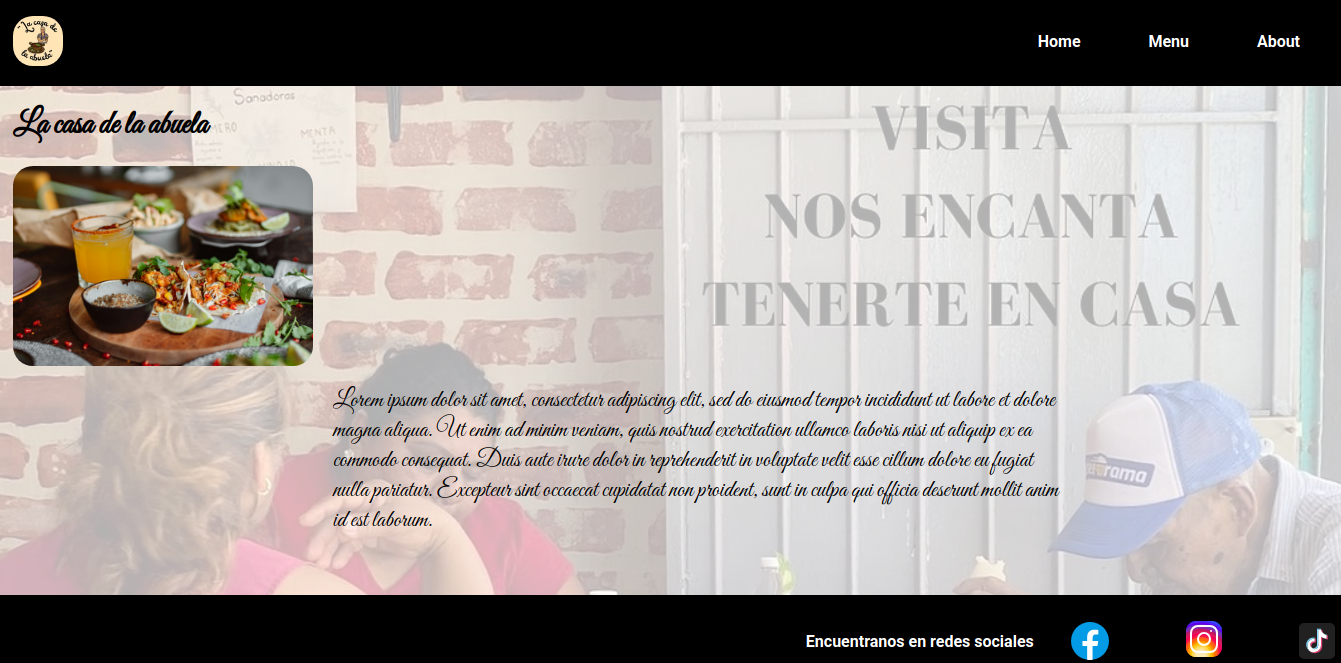 "La casa de
la abuela"
Home Menu About
Sanadoras
MENTA
La casa de la abuela
VISITA
NOS ENCANTA
TENERTE EN CASA
Lorem ipsum dolor sit amet, consectetur adipiscing elit, sed do eiusmod tempor incididunt ut labore et dolore
magna aliqua. Ut enim ad minim veniam, quis nostrud exercitation ullamco laboris nisi ut aliquip ex ea
commodo consequat. Duis aute irure dolor in reprehenderit in voluptate velit esse cillum dolore eu fugiat
nulla pariatur. Excepteur sint occaecat cupidatat non proident, sunt in culpa qui officia deserunt mollit anim
id est laborum.
Encuentranos en redes sociales